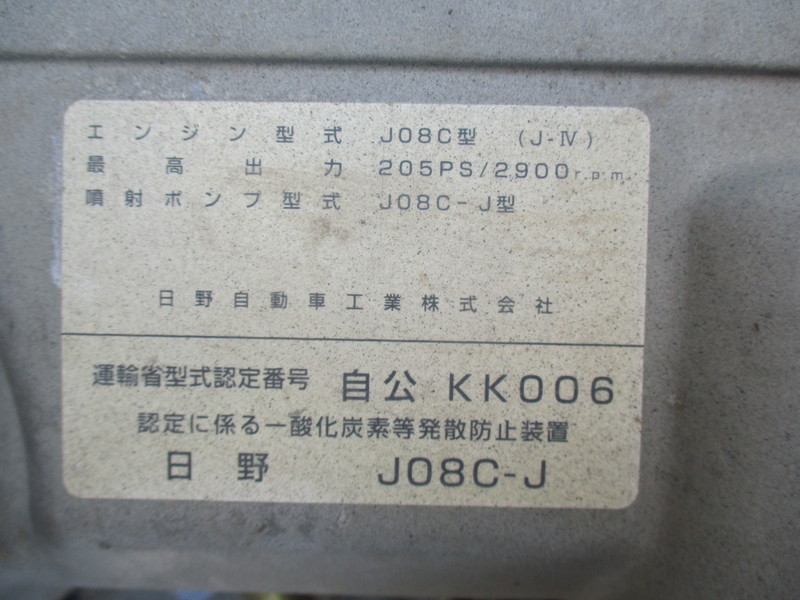 エンジン型式 J08C型 (J-Ⅳ)
最高出力 205PS/2900r.p.m.
噴射ポンプ型式 J08C-J型
日野自動車工業株式会社
運輸省型式認定番号 自公 KK006
認定に係る一酸化炭素等発散防止装置
日野 J08C-J